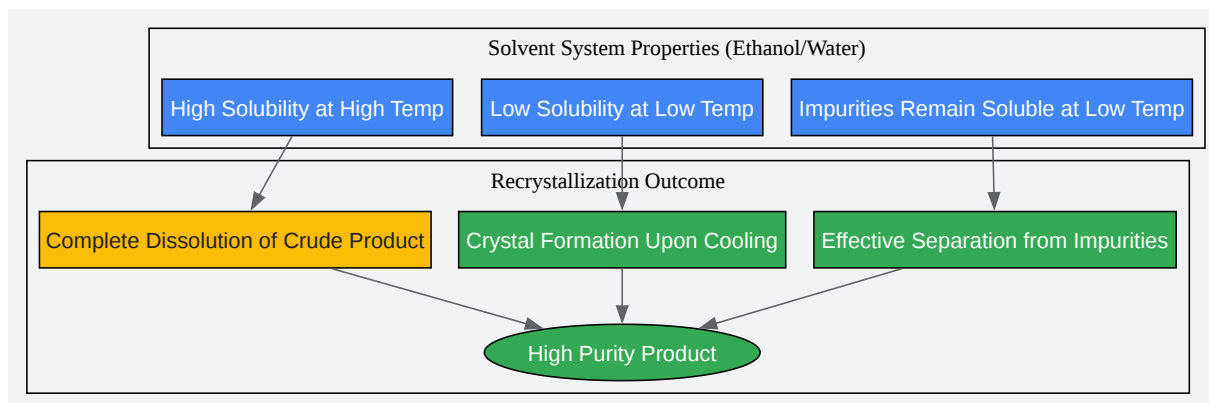 Solvent System Properties (Ethanol/Water)
High Solubility at High Temp
Low Solubility at Low Temp
Impurities Remain Soluble at Low Temp
Recrystallization Outcome
Complete Dissolution of Crude Product
Crystal Formation Upon Cooling
Effective Separation from Impurities
High Purity Product